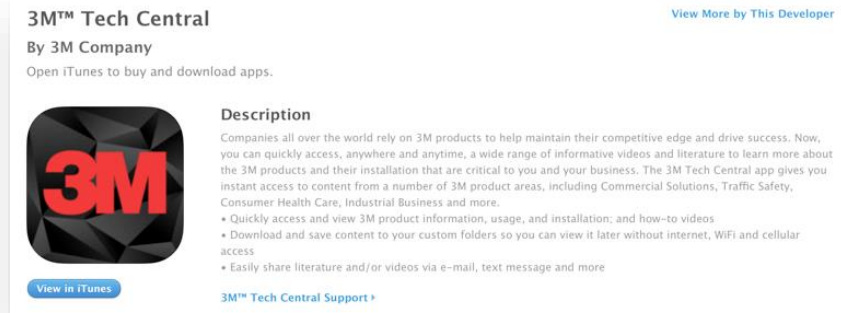 3M™ Tech Central
View More by This Developer
By 3M Company
Open iTunes to buy and download apps.
3M
View in iTunes
Description
Companies all over the world rely on 3M products to help maintain their competitive edge and drive success. Now,
you can quickly access, anywhere and anytime, a wide range of informative videos and literature to learn more about
the 3M products and their installation that are critical to you and your business. The 3M Tech Central app gives you
instant access to content from a number of 3M product areas, including Commercial Solutions, Traffic Safety,
Consumer Health Care, Industrial Business and more.
• Quickly access and view 3M product information, usage, and installation; and how-to videos
• Download and save content to your custom folders so you can view it later without internet, WiFi and cellular
access
• Easily share literature and/or videos via e-mail, text message and more
3M™ Tech Central Support ▸